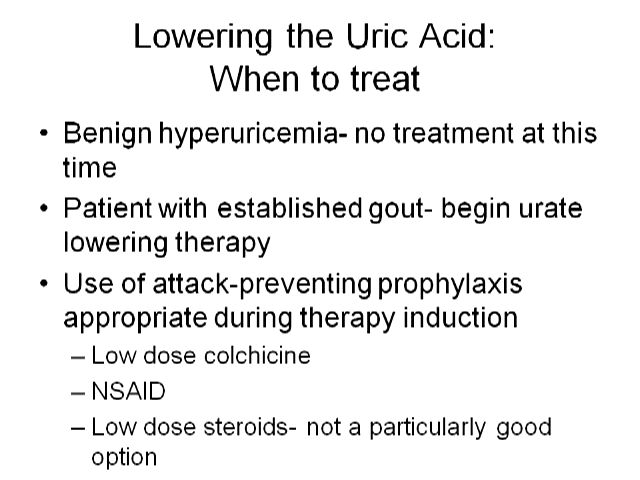 Lowering the Uric Acid:
When to treat
• Benign hyperuricemia- no treatment at this
time
• Patient with established gout- begin urate
lowering therapy
• Use of attack-preventing prophylaxis
appropriate during therapy induction
– Low dose colchicine
– NSAID
– Low dose steroids- not a particularly good
option